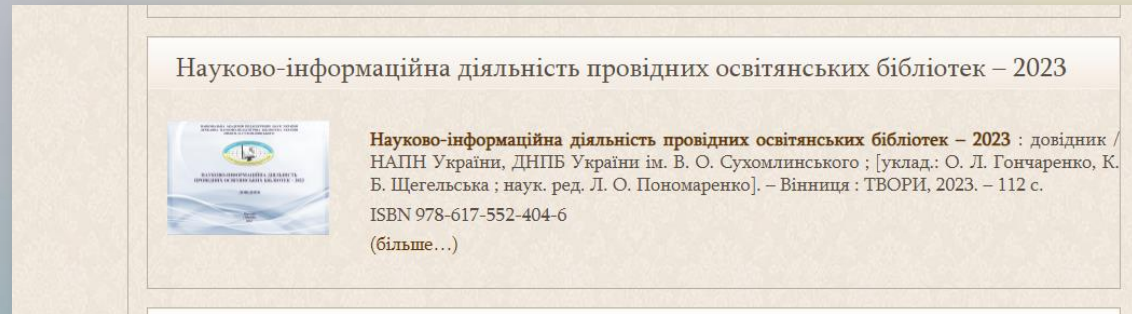 Науково-інформаційна діяльність провідних освітянських бібліотек – 2023
Науково-інформаційна діяльність провідних освітянських бібліотек – 2023 : довідник /
НАПН України, ДНПБ України ім. В. О. Сухомлинського ; [уклад.: О. Л. Гончаренко, К.
Б. Щегельська ; наук. ред. Л. О. Пономаренко]. – Вінниця : ТВОРИ, 2023. – 112 с.
ISBN 978-617-552-404-6
(більше…)